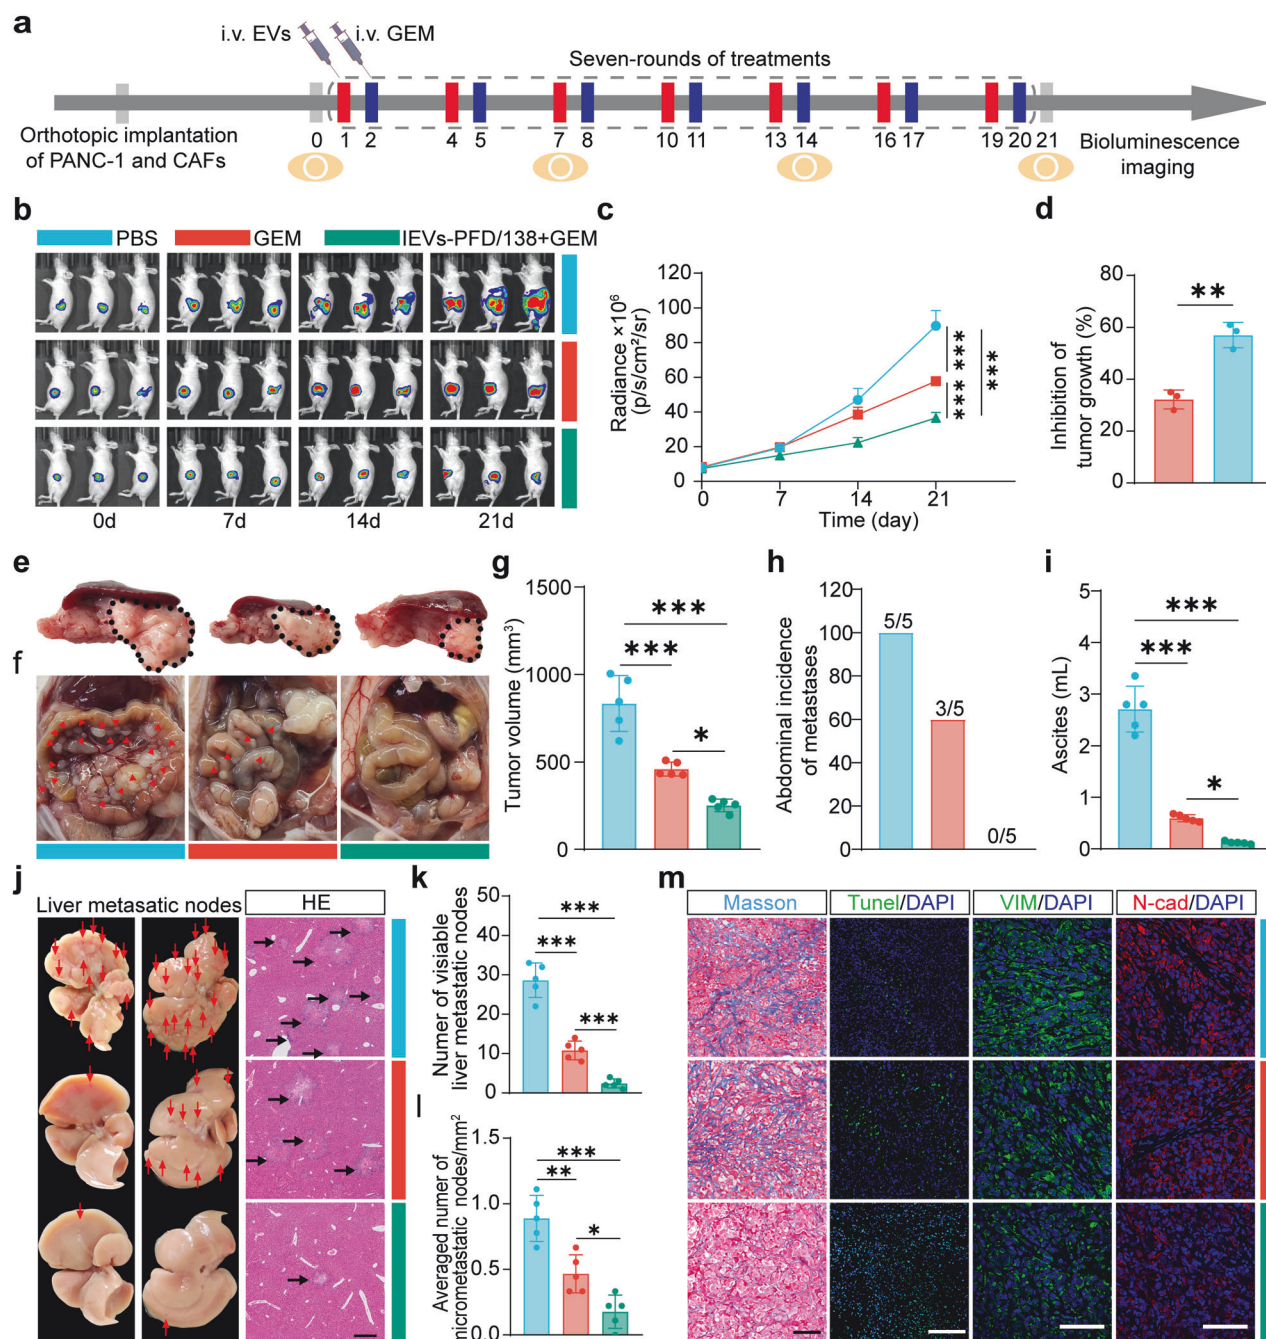 a
i.v. EVs
i.v. GEM
Seven-rounds of treatments
0 1 2 4 5 7 8 10 11 13 14 16 17 19 20 21
Orthotopic implantation
of PANC-1 and CAFs
Bioluminescence
imaging
b
PBS
GEM
IEVs-PFD/138+GEM
0d
7d
14d
21d
c
Radiance ×10⁶
(p/s/cm²/sr)
120
100
80
60
40
20
0
0 7 14 21
Time (day)
***
***
***
d
Inhibition of
tumor growth (%)
80
60
40
20
0
**
e
f
g
Tumor volume (mm³)
1500
1000
500
0
***
***
*
h
Abdominal incidence
of metastases
100
80
60
40
20
0
5/5
3/5
0/5
i
Ascites (mL)
5
4
3
2
1
0
***
***
*
j
Liver metasatic nodes
HE
k
Numer of visiable
liver metastatic nodes
50
40
30
20
10
0
***
***
***
l
Averaged numer of
micrometastatic nodes/mm²
1.5
1.0
0.5
0.0
***
**
*
m
Masson
Tunel/DAPI
VIM/DAPI
N-cad/DAPI